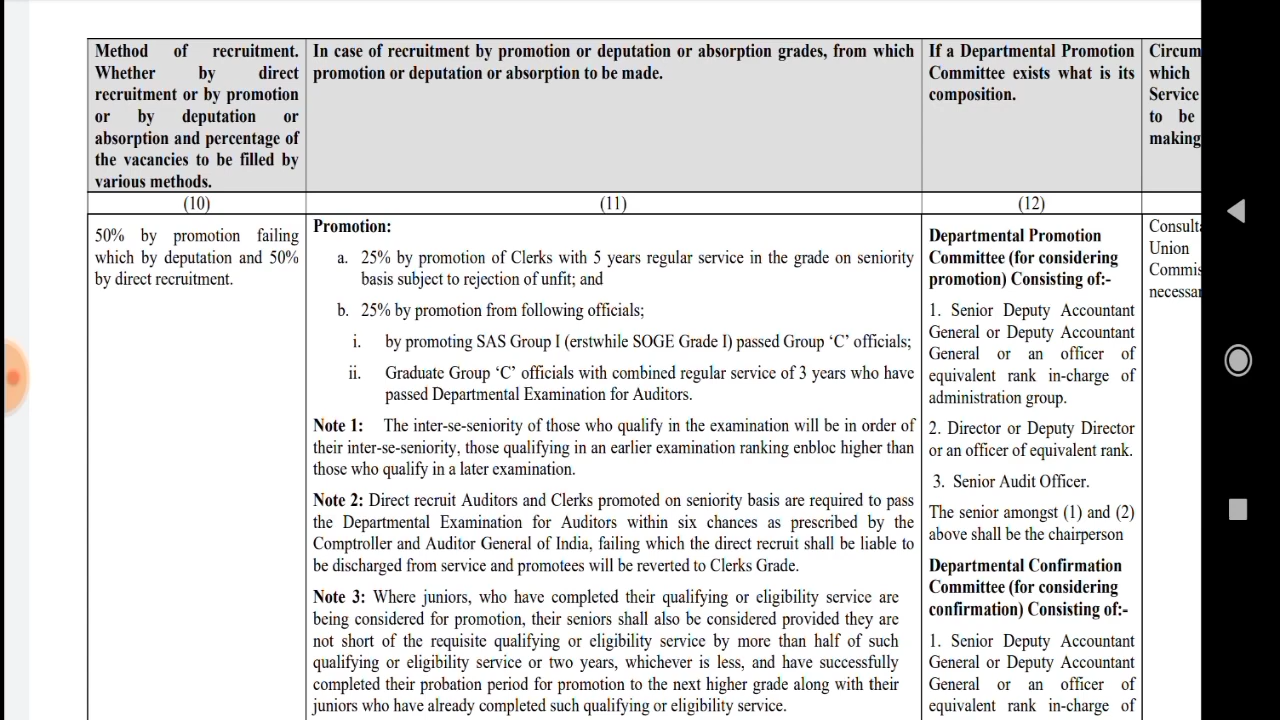 Method of recruitment.
Whether by direct
recruitment or by promotion
or by deputation or
absorption and percentage of
the vacancies to be filled by
various methods.
In case of recruitment by promotion or deputation or absorption grades, from which
promotion or deputation or absorption to be made.
If a Departmental Promotion
Committee exists what is its
composition.
Circum
which
Service
to be
making
(10)
(11)
(12)
50% by promotion failing
which by deputation and 50%
by direct recruitment.
Promotion:
a. 25% by promotion of Clerks with 5 years regular service in the grade on seniority
basis subject to rejection of unfit; and
b. 25% by promotion from following officials;
i. by promoting SAS Group I (erstwhile SOGE Grade I) passed Group ‘C’ officials;
ii. Graduate Group ‘C’ officials with combined regular service of 3 years who have
passed Departmental Examination for Auditors.
Note 1: The inter-se-seniority of those who qualify in the examination will be in order of
their inter-se-seniority, those qualifying in an earlier examination ranking enbloc higher than
those who qualify in a later examination.
Note 2: Direct recruit Auditors and Clerks promoted on seniority basis are required to pass
the Departmental Examination for Auditors within six chances as prescribed by the
Comptroller and Auditor General of India, failing which the direct recruit shall be liable to
be discharged from service and promotees will be reverted to Clerks Grade.
Note 3: Where juniors, who have completed their qualifying or eligibility service are
being considered for promotion, their seniors shall also be considered provided they are
not short of the requisite qualifying or eligibility service by more than half of such
qualifying or eligibility service or two years, whichever is less, and have successfully
completed their probation period for promotion to the next higher grade along with their
juniors who have already completed such qualifying or eligibility service.
Departmental Promotion
Committee (for considering
promotion) Consisting of:-
1. Senior Deputy Accountant
General or Deputy Accountant
General or an officer of
equivalent rank in-charge of
administration group.
2. Director or Deputy Director
or an officer of equivalent rank.
3. Senior Audit Officer.
The senior amongst (1) and (2)
above shall be the chairperson
Departmental Confirmation
Committee (for considering
confirmation) Consisting of:-
1. Senior Deputy Accountant
General or Deputy Accountant
General or an officer of
equivalent rank in-charge of
Consult
Union
Commis
necessar